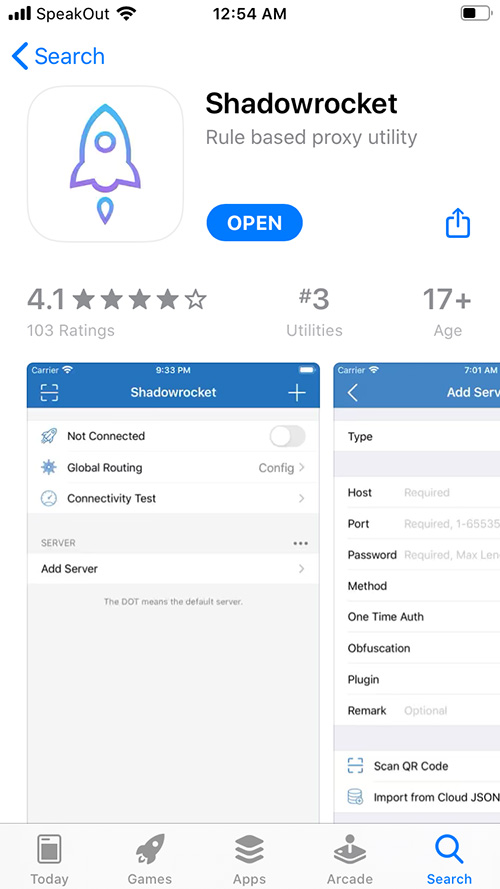 SpeakOut 12:54 AM
Search
Shadowrocket
Rule based proxy utility
OPEN
4.1 #3 17+
103 Ratings Utilities Age
Carrier 9:33 PM
Shadowrocket
Not Connected
Global Routing Config
Connectivity Test
SERVER
Add Server
The DOT means the default server.
Carrier 7:01 AM
Add Serv
Type
Host Required
Port Required, 1-65535
Password Required, Max Len
Method
One Time Auth
Obfuscation
Plugin
Remark Optional
Scan QR Code
Import from Cloud JSON
Today Games Apps Arcade Search